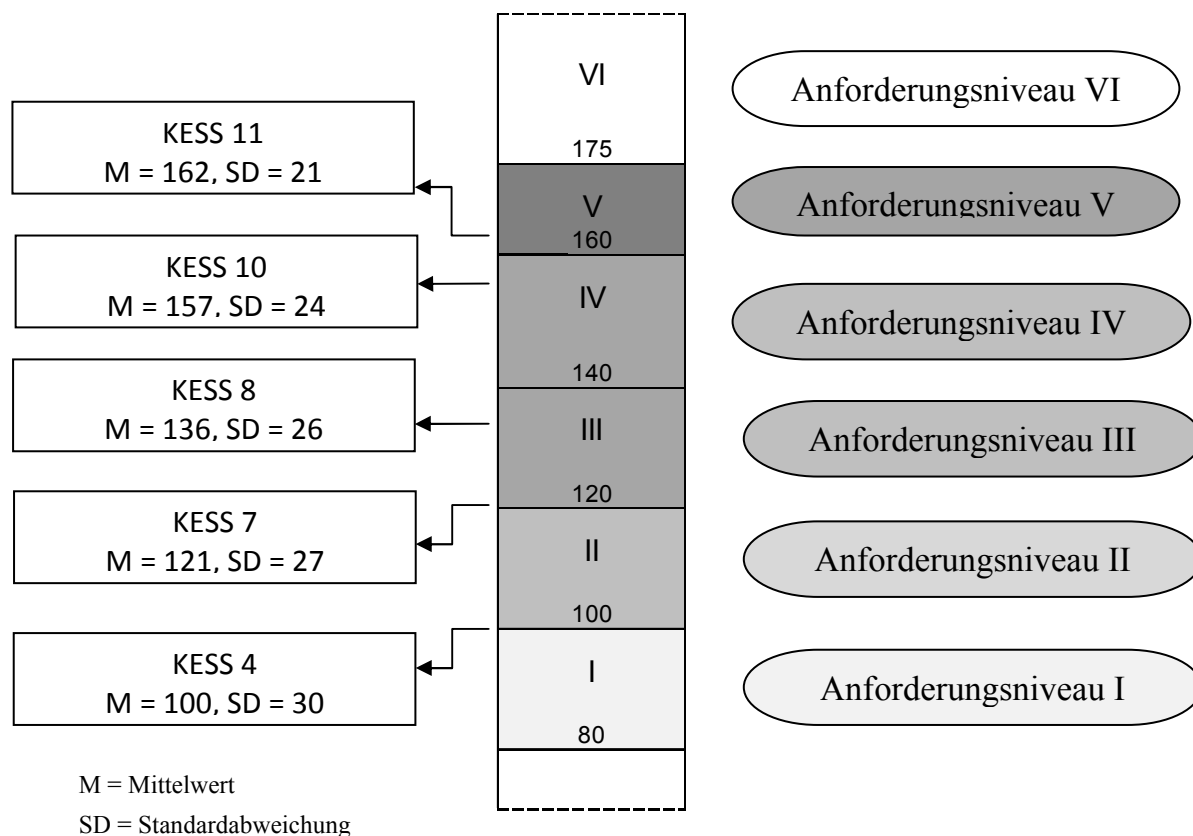 KESS 11
M = 162, SD = 21
KESS 10
M = 157, SD = 24
KESS 8
M = 136, SD = 26
KESS 7
M = 121, SD = 27
KESS 4
M = 100, SD = 30
M = Mittelwert
SD = Standardabweichung
VI
175
V
160
IV
140
III
120
II
100
I
80
Anforderungsniveau VI
Anforderungsniveau V
Anforderungsniveau IV
Anforderungsniveau III
Anforderungsniveau II
Anforderungsniveau I